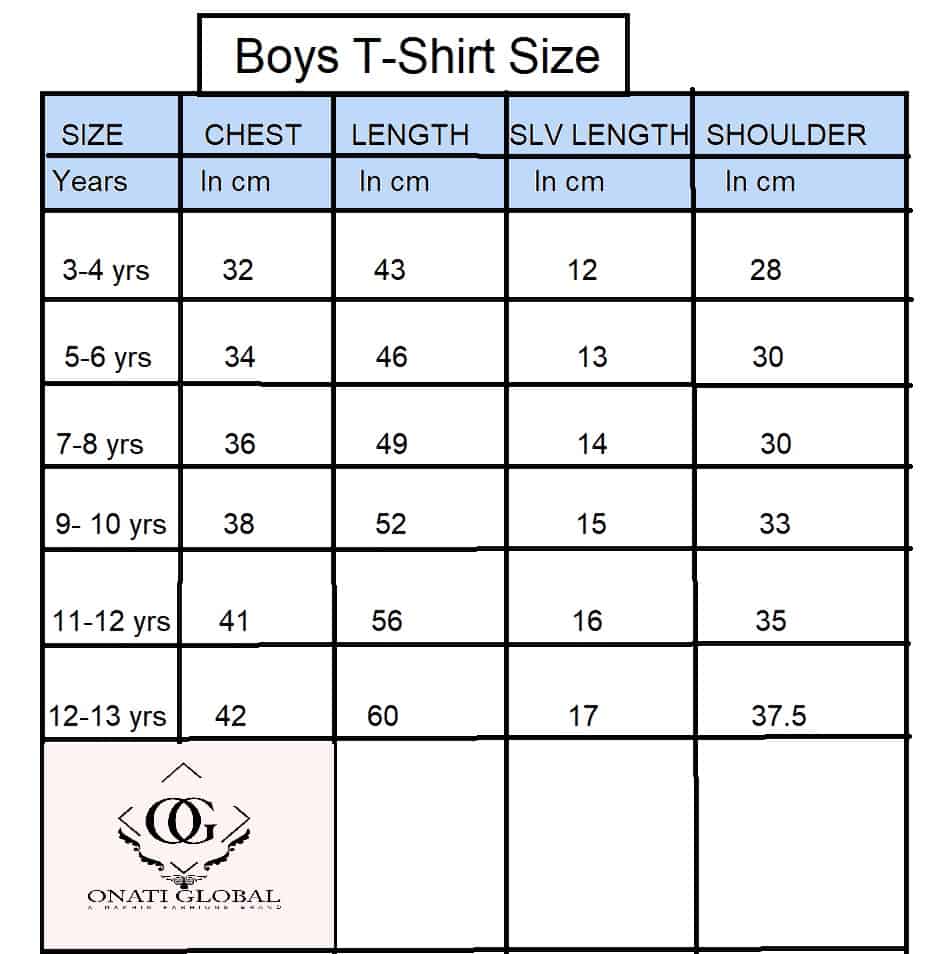 Boys T-Shirt Size
SIZE CHEST LENGTH SLV LENGTH SHOULDER
Years In cm In cm In cm In cm
3-4 yrs 32 43 12 28
5-6 yrs 34 46 13 30
7-8 yrs 36 49 14 30
9- 10 yrs 38 52 15 33
11-12 yrs 41 56 16 35
12-13 yrs 42 60 17 37.5
OG
ONATI GLOBAL